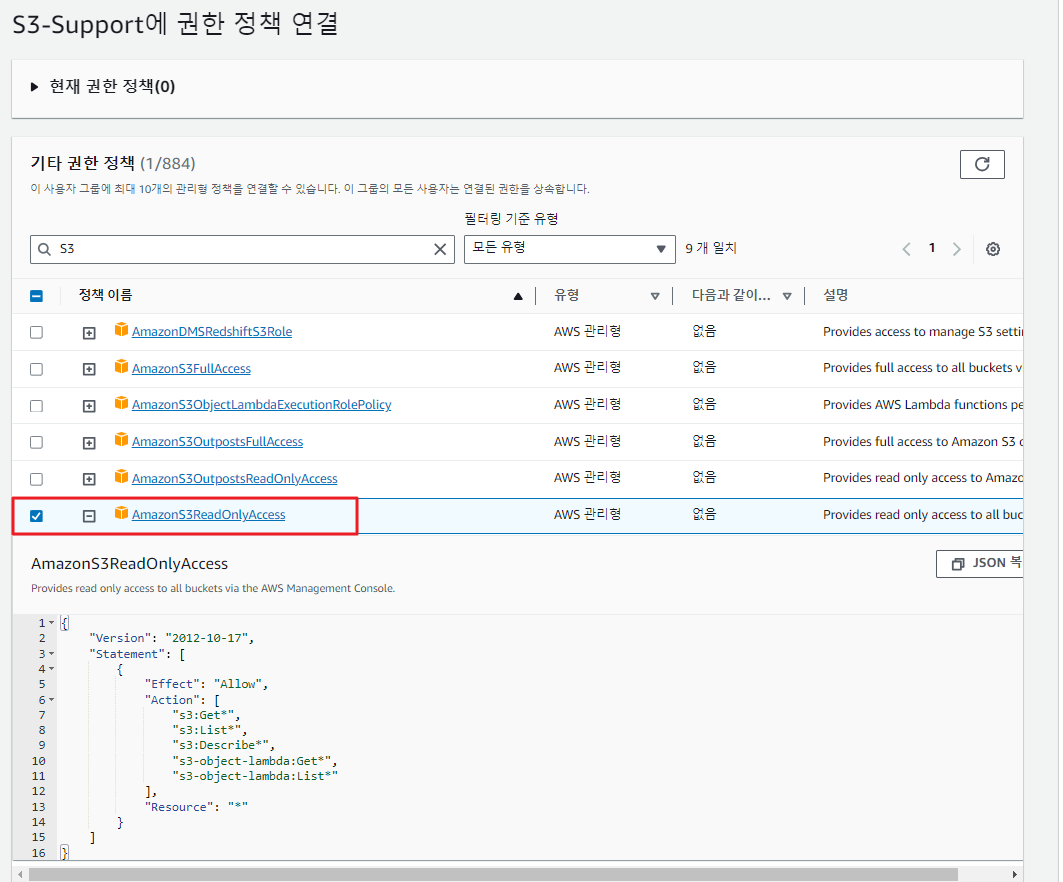 S3-Support에 권한 정책 연결
현재 권한 정책(0)
기타 권한 정책 (1/884)
이 사용자 그룹에 최대 10개의 관리형 정책을 연결할 수 있습니다. 이 그룹의 모든 사용자는 연결된 권한을 상속합니다.
필터링 기준 유형
S3 모든 유형 9 개 일치 1
정책 이름 유형 다음과 같이... 설명
AmazonDMSRedshiftS3Role AWS 관리형 없음 Provides access to manage S3 settin
AmazonS3FullAccess AWS 관리형 없음 Provides full access to all buckets v
AmazonS3ObjectLambdaExecutionRolePolicy AWS 관리형 없음 Provides AWS Lambda functions pe
AmazonS3OutpostsFullAccess AWS 관리형 없음 Provides full access to Amazon S3 o
AmazonS3OutpostsReadOnlyAccess AWS 관리형 없음 Provides read only access to Amazo
AmazonS3ReadOnlyAccess AWS 관리형 없음 Provides read only access to all buc
AmazonS3ReadOnlyAccess
JSON 복
Provides read only access to all buckets via the AWS Management Console.
1 {
2 "Version": "2012-10-17",
3 "Statement": [
4 {
5 "Effect": "Allow",
6 "Action": [
7 "s3:Get*",
8 "s3:List*",
9 "s3:Describe*",
10 "s3-object-lambda:Get*",
11 "s3-object-lambda:List*"
12 ],
13 "Resource": "*"
14 }
15 ]
16 }